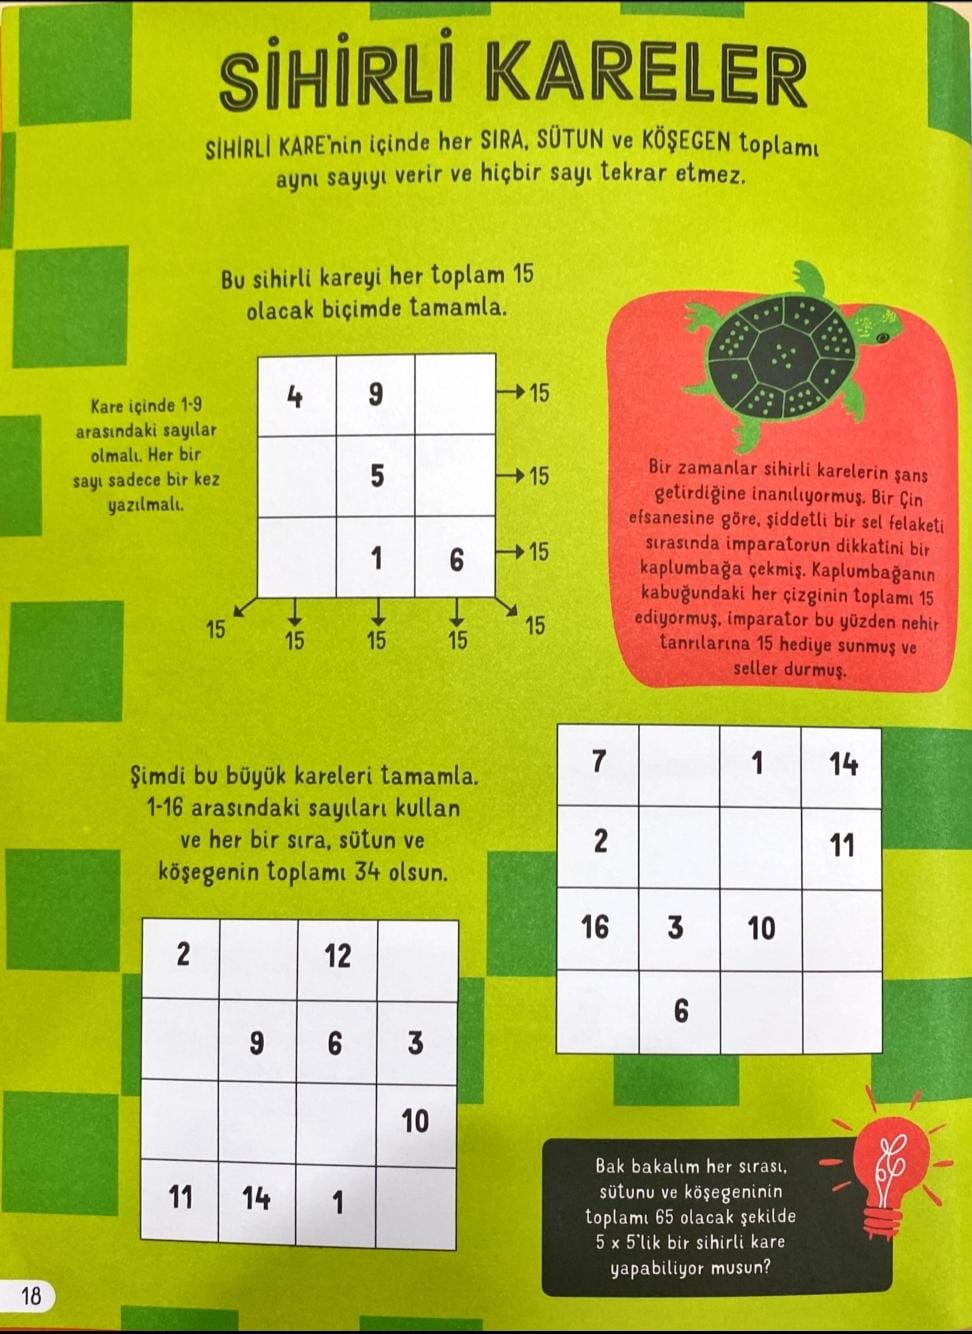 SİHİRLİ KARELER
SİHİRLİ KARE'nin içinde her SIRA, SÜTUN ve KÖŞEGEN toplamı
aynı sayıyı verir ve hiçbir sayı tekrar etmez.
Bu sihirli kareyi her toplam 15
olacak biçimde tamamla.
Kare içinde 1-9
arasındaki sayılar
olmalı. Her bir
sayı sadece bir kez
yazılmalı.
4 9 → 15
5 → 15
1 6 → 15
15 15 15 15 15
Bir zamanlar sihirli karelerin şans
getirdiğine inanılıyormuş. Bir Çin
efsanesine göre, şiddetli bir sel felaketi
sırasında imparatorun dikkatini bir
kaplumbağa çekmiş. Kaplumbağanın
kabuğundaki her çizginin toplamı 15
ediyormuş, imparator bu yüzden nehir
tanrılarına 15 hediye sunmuş ve
seller durmuş.
Şimdi bu büyük kareleri tamamla.
1-16 arasındaki sayıları kullan
ve her bir sıra, sütun ve
köşegenin toplamı 34 olsun.
7 1 14
2 11
16 3 10
6
2 12
9 6 3
10
11 14 1
Bak bakalım her sırası,
sütunu ve köşegeninin
toplamı 65 olacak şekilde
5 x 5'lik bir sihirli kare
yapabiliyor musun?
18